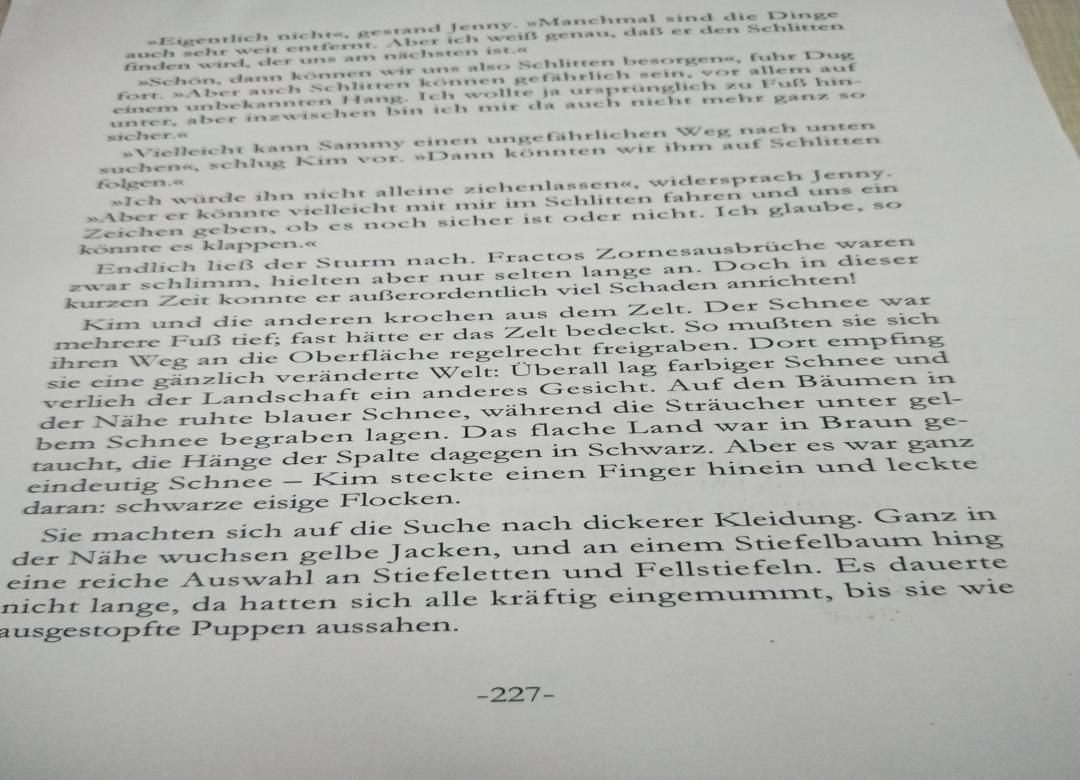 »Eigentlich nicht«, gestand Jenny. »Manchmal sind die Dinge
auch sehr weit entfernt. Aber ich weiß genau, daß er den Schlitten
finden wird, der uns am nächsten ist.«
»Schön, dann können wir uns also Schlitten besorgen«, fuhr Dug
fort. »Aber auch Schlitten können gefährlich sein, vor allem auf
einem unbekannten Hang. Ich wollte ja ursprünglich zu Fuß hin-
unter, aber inzwischen bin ich mir da auch nicht mehr ganz so
sicher.«
»Vielleicht kann Sammy einen ungefährlichen Weg nach unten
suchen«, schlug Kim vor. »Dann könnten wir ihm auf Schlitten
folgen.«
»Ich würde ihn nicht alleine ziehenlassen«, widersprach Jenny.
»Aber er könnte vielleicht mit mir im Schlitten fahren und uns ein
Zeichen geben, ob es noch sicher ist oder nicht. Ich glaube, so
könnte es klappen.«
Endlich ließ der Sturm nach. Fractos Zornesausbrüche waren
zwar schlimm, hielten aber nur selten lange an. Doch in dieser
kurzen Zeit konnte er außerordentlich viel Schaden anrichten!
Kim und die anderen krochen aus dem Zelt. Der Schnee war
mehrere Fuß tief; fast hätte er das Zelt bedeckt. So mußten sie sich
ihren Weg an die Oberfläche regelrecht freigraben. Dort empfing
sie eine gänzlich veränderte Welt: Überall lag farbiger Schnee und
verlieh der Landschaft ein anderes Gesicht. Auf den Bäumen in
der Nähe ruhte blauer Schnee, während die Sträucher unter gel-
bem Schnee begraben lagen. Das flache Land war in Braun ge-
taucht, die Hänge der Spalte dagegen in Schwarz. Aber es war ganz
eindeutig Schnee – Kim steckte einen Finger hinein und leckte
daran: schwarze eisige Flocken.
Sie machten sich auf die Suche nach dickerer Kleidung. Ganz in
der Nähe wuchsen gelbe Jacken, und an einem Stiefelbaum hing
eine reiche Auswahl an Stiefeletten und Fellstiefeln. Es dauerte
nicht lange, da hatten sich alle kräftig eingemummt, bis sie wie
ausgestopfte Puppen aussahen.
-227-